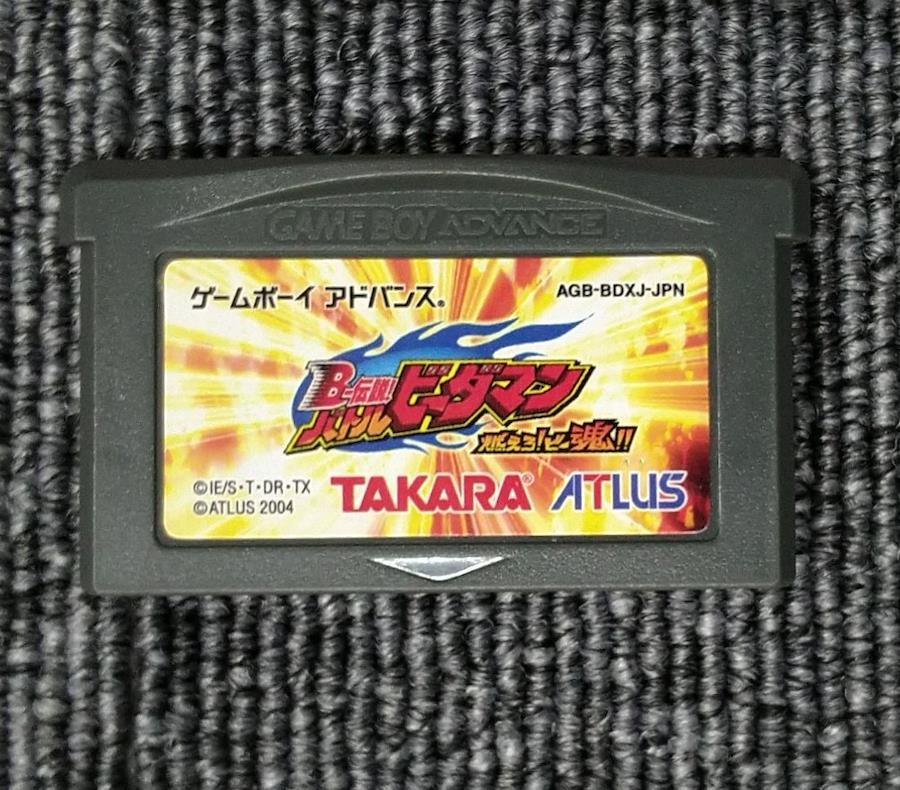 GAME BOY ADVANCE
ゲームボーイ アドバンス®
AGB-BDXJ-JPN
B-伝説!
バトルビーダマン
燃えろ!ビー魂!!
©IE/S・T・DR・TX
©ATLUS 2004
TAKARA®
ATLUS